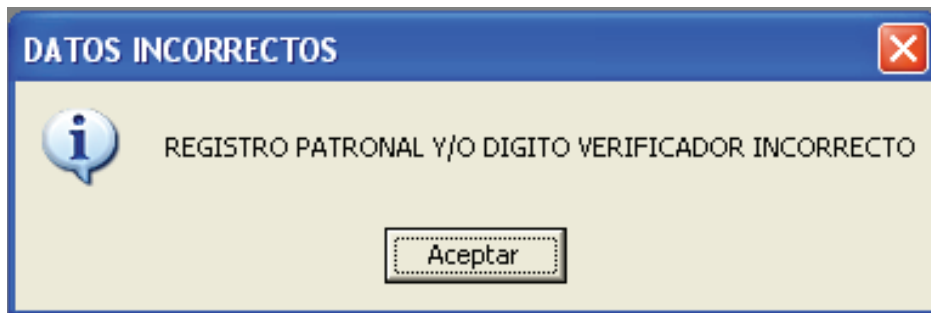 DATOS INCORRECTOS
REGISTRO PATRONAL Y/O DIGITO VERIFICADOR INCORRECTO
Aceptar